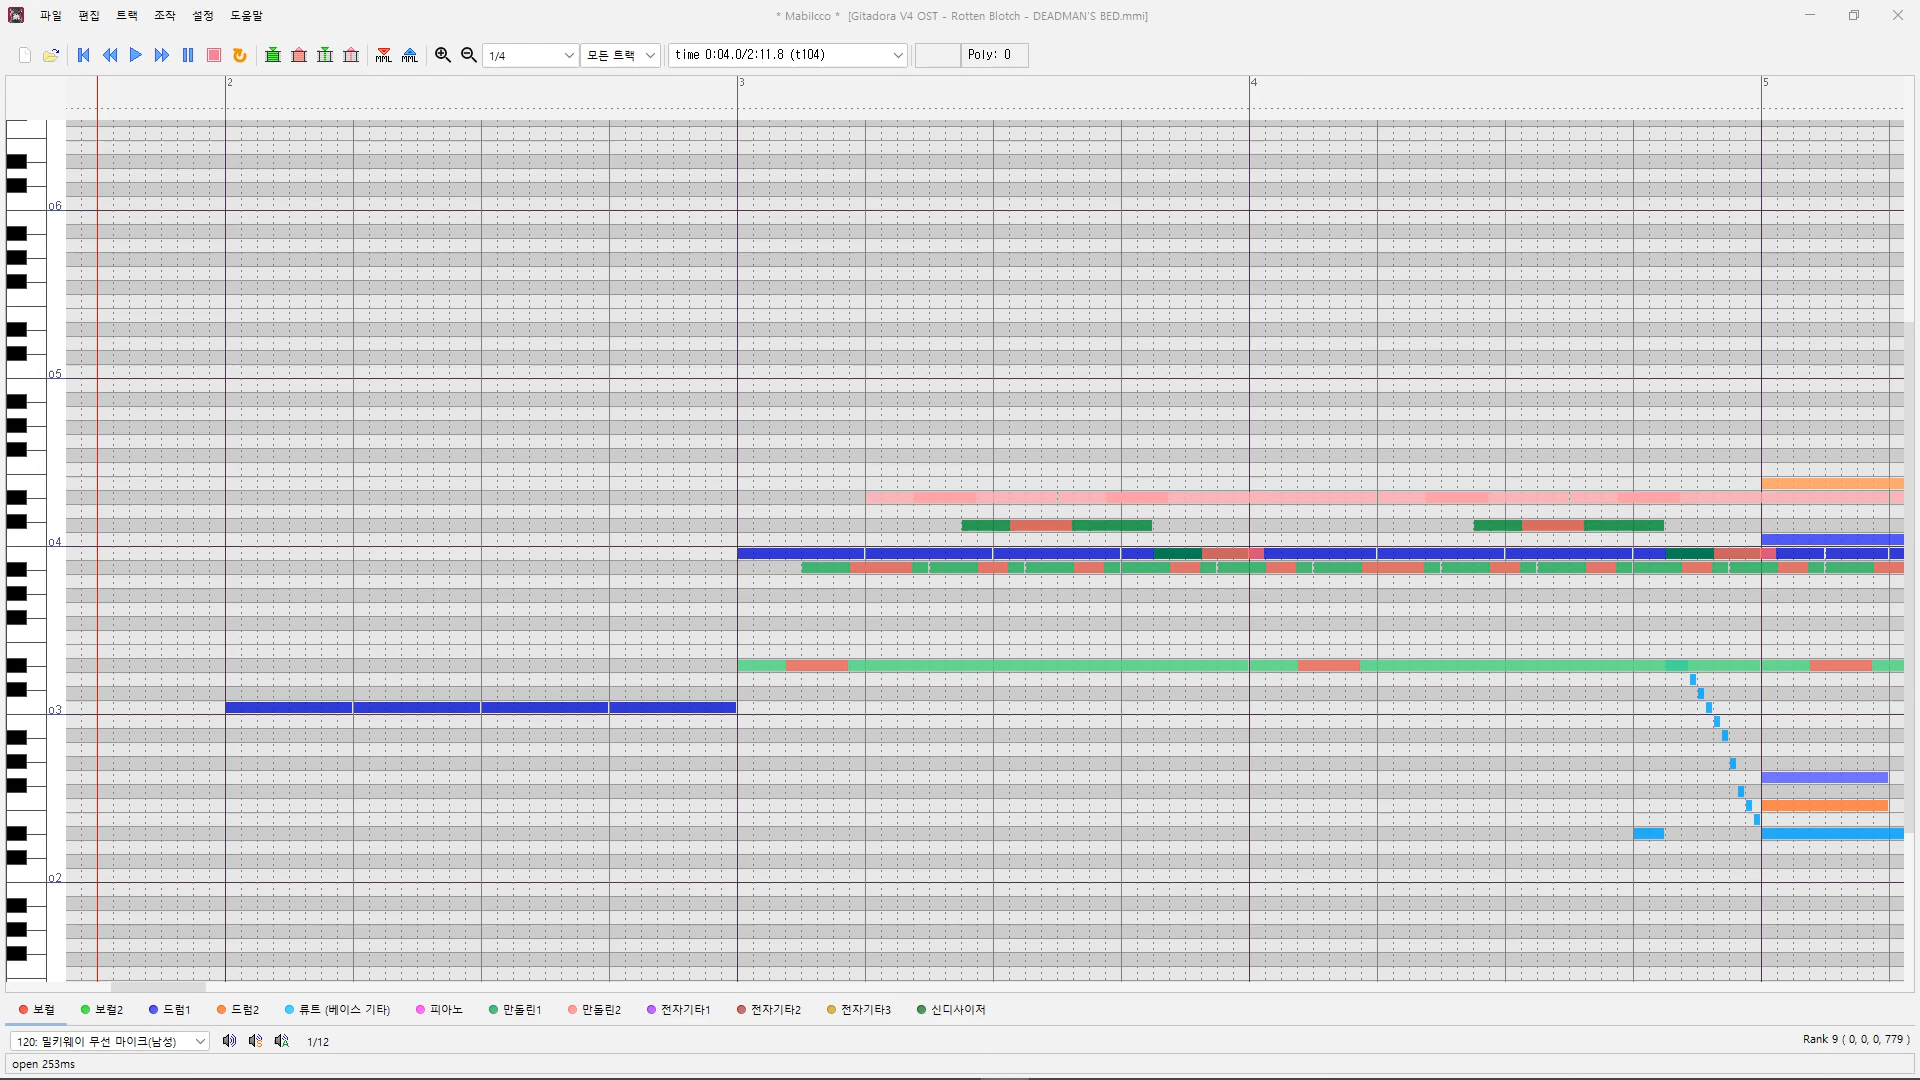 파일 편집 트랙 조작 설정 도움말
* MabiIcco * [Gitadora V4 OST - Rotten Blotch - DEADMAN'S BED.mmi]
MML MML 1/4 모든 트랙 time 0:04.0/2:11.8 (t104) Poly: 0
2 3 4 5
o6
o5
o4
o3
o2
보컬 보컬2 드럼1 드럼2 류트 (베이스 기타) 피아노 만돌린1 만돌린2 전자기타1 전자기타2 전자기타3 신디사이저
120: 밀키웨이 무선 마이크(남성) S A 1/12 Rank 9 ( 0, 0, 0, 779 )
open 253ms